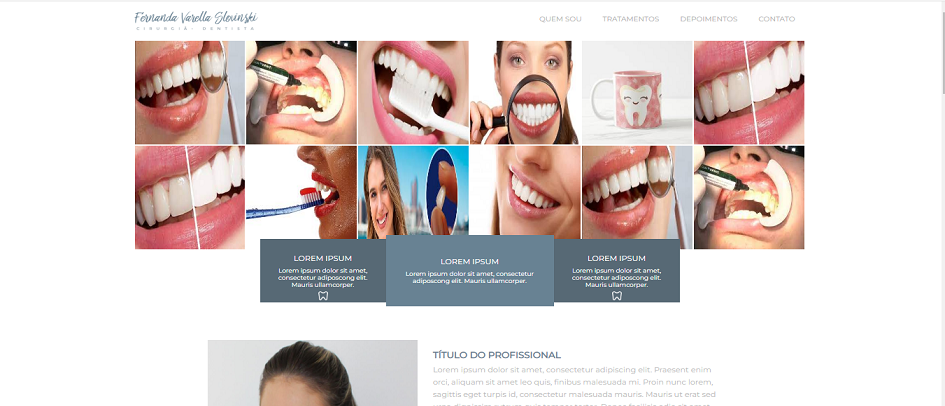 Fernanda Varella Slovinski
CIRURGIÃ - DENTISTA
QUEM SOU TRATAMENTOS DEPOIMENTOS CONTATO
LOREM IPSUM
Lorem ipsum dolor sit amet,
consectetur adiposcong elit.
Mauris ullamcorper.
LOREM IPSUM
Lorem ipsum dolor sit amet, consectetur
adiposcong elit. Mauris ullamcorper.
LOREM IPSUM
Lorem ipsum dolor sit amet,
consectetur adiposcong elit.
Mauris ullamcorper.
TÍTULO DO PROFISSIONAL
Lorem ipsum dolor sit amet, consectetur adipiscing elit. Praesent enim
orci, aliquam sit amet leo quis, finibus malesuada mi. Proin nunc lorem,
sagittis eget turpis id, consectetur malesuada mauris. Mauris ut erat sed